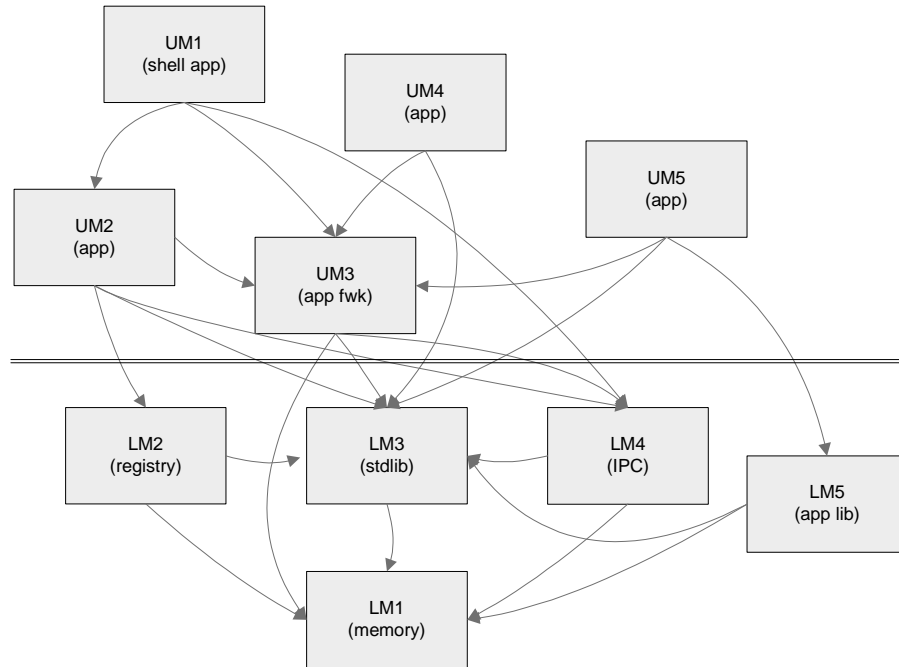 UM1
(shell app)
UM4
(app)
UM5
(app)
UM2
(app)
UM3
(app fwk)
LM2
(registry)
LM3
(stdlib)
LM4
(IPC)
LM5
(app lib)
LM1
(memory)